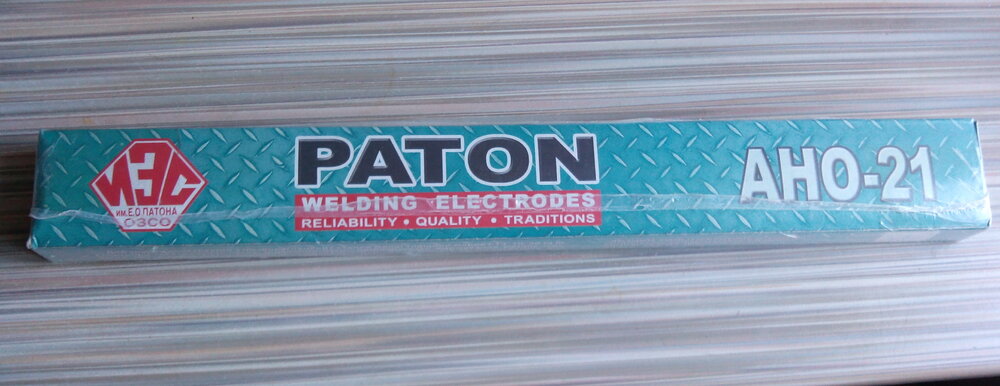 ИЭС
ИМ. Е.О ПАТОНА
ОЗСО
PATON
WELDING ELECTRODES
RELIABILITY • QUALITY • TRADITIONS
АНО-21